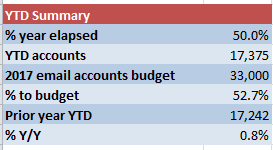 YTD Summary
% year elapsed 50.0%
YTD accounts 17,375
2017 email accounts budget 33,000
% to budget 52.7%
Prior year YTD 17,242
% Y/Y 0.8%